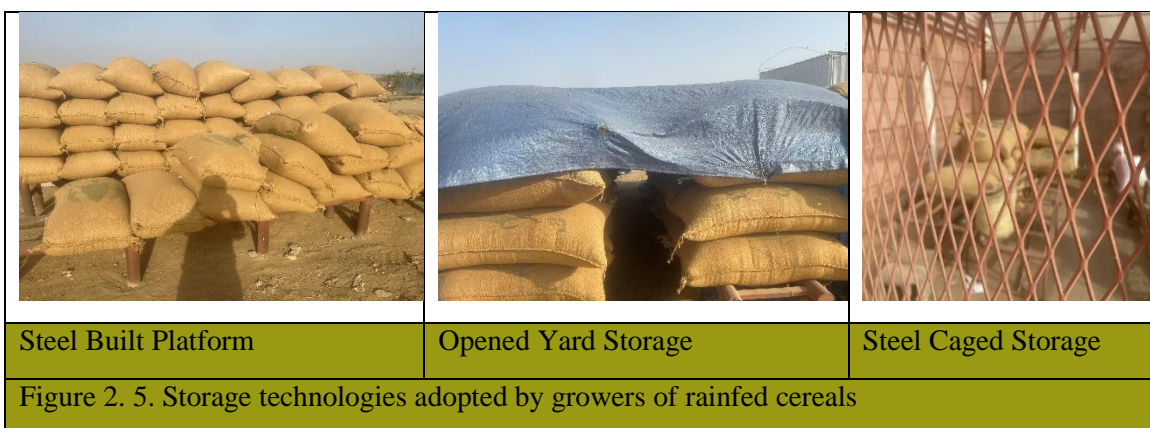 Steel Built Platform
Opened Yard Storage
Steel Caged Storage
Figure 2. 5. Storage technologies adopted by growers of rainfed cereals